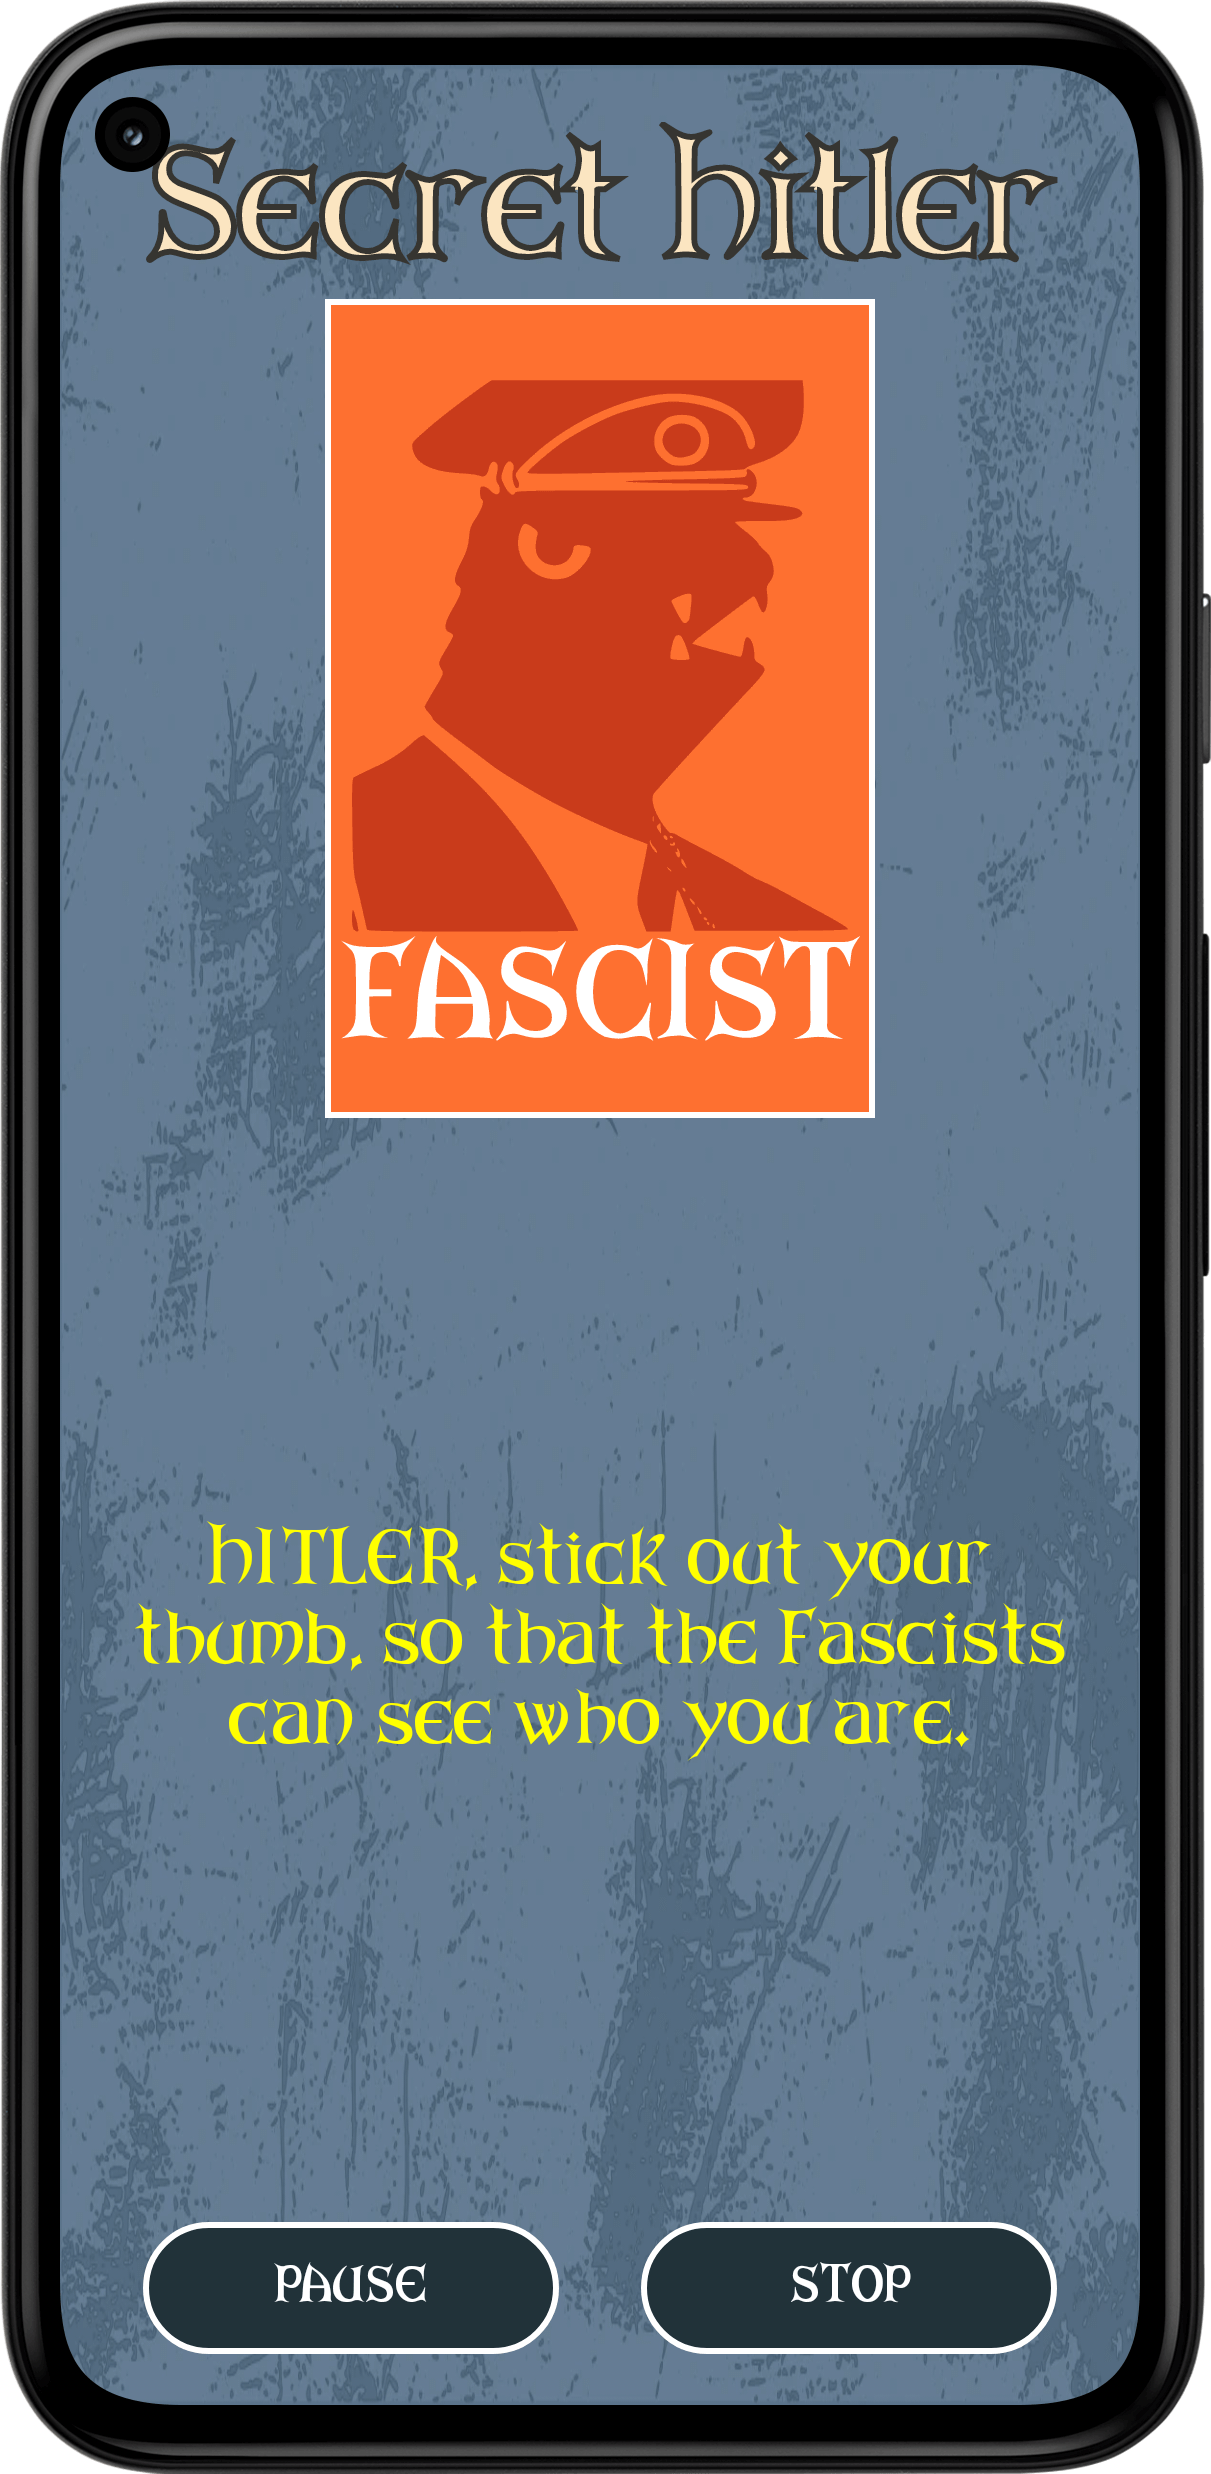 Secret hitler
FASCIST
hITLER, stick out your
thumb, so that the Fascists
can see who you are.
PAUSE
STOP